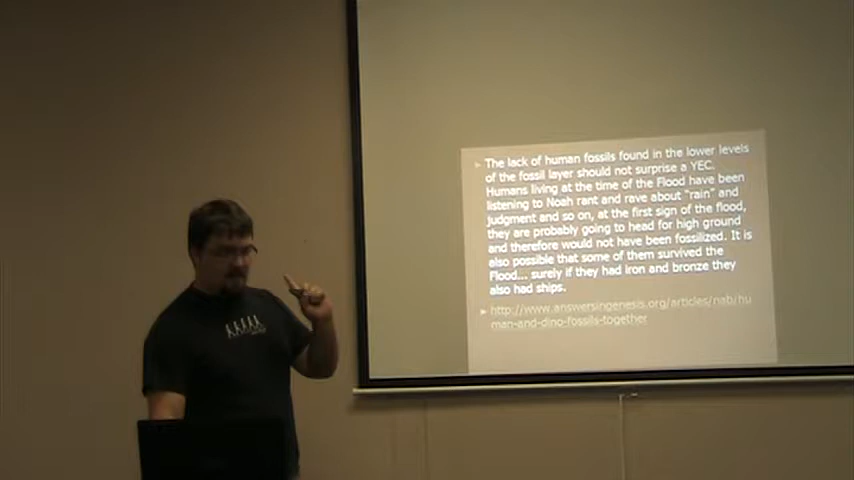 The lack of human fossils found in the lower levels
of the fossil layer should not surprise a YEC.
Humans living at the time of the Flood have been
listening to Noah rant and rave about "rain" and
judgment and so on, at the first sign of the flood,
they are probably going to head for high ground
and therefore would not have been fossilized. It is
also possible that some of them survived the
Flood... surely if they had iron and bronze they
also had ships.
http://www.answersingenesis.org/articles/nab/hu
man-and-dino-fossils-together